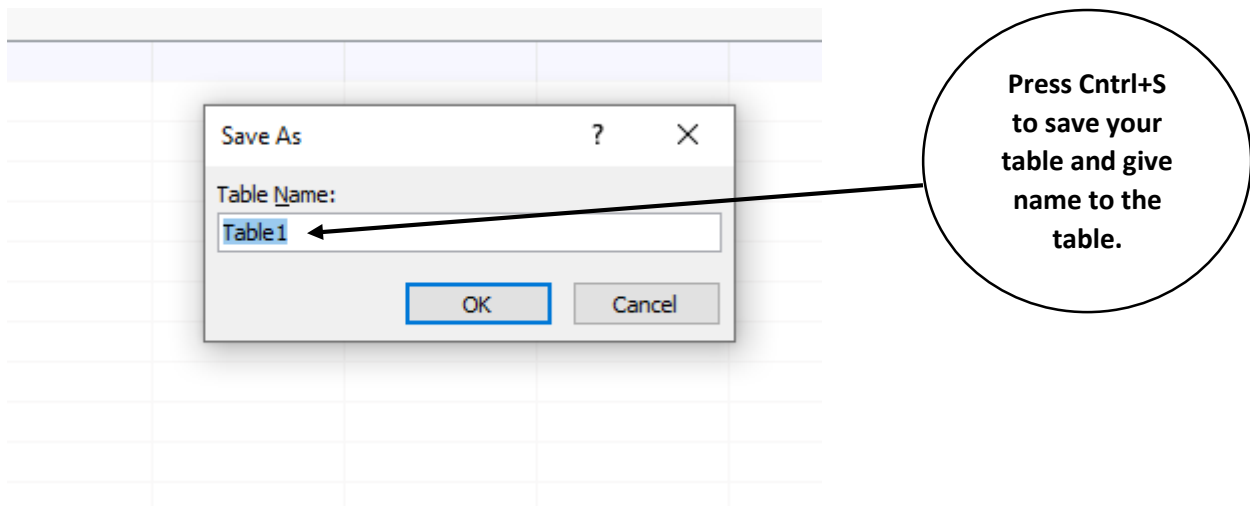 Save As
?
Table Name:
Table1
OK
Cancel
Press Cntrl+S
to save your
table and give
name to the
table.